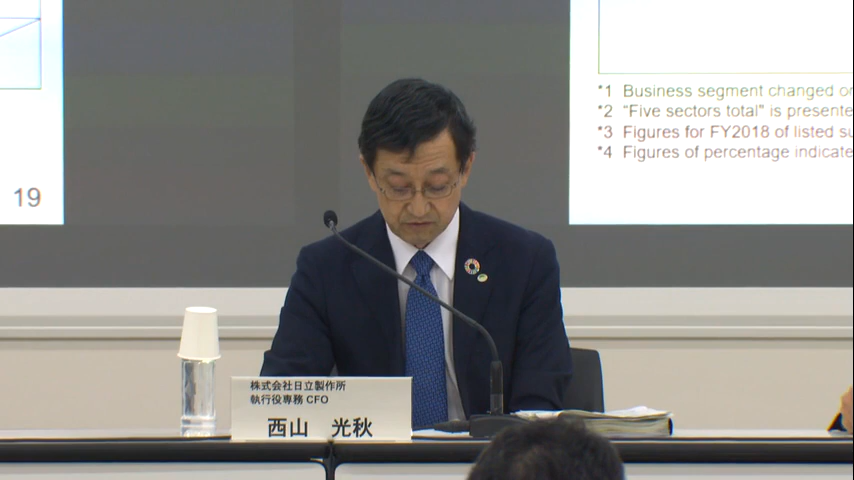 19
*1 Business segment changed
*2 "Five sectors total" is presente
*3 Figures for FY2018 of listed su
*4 Figures of percentage indicate
株式会社日立製作所
執行役専務 CFO
西山 光秋